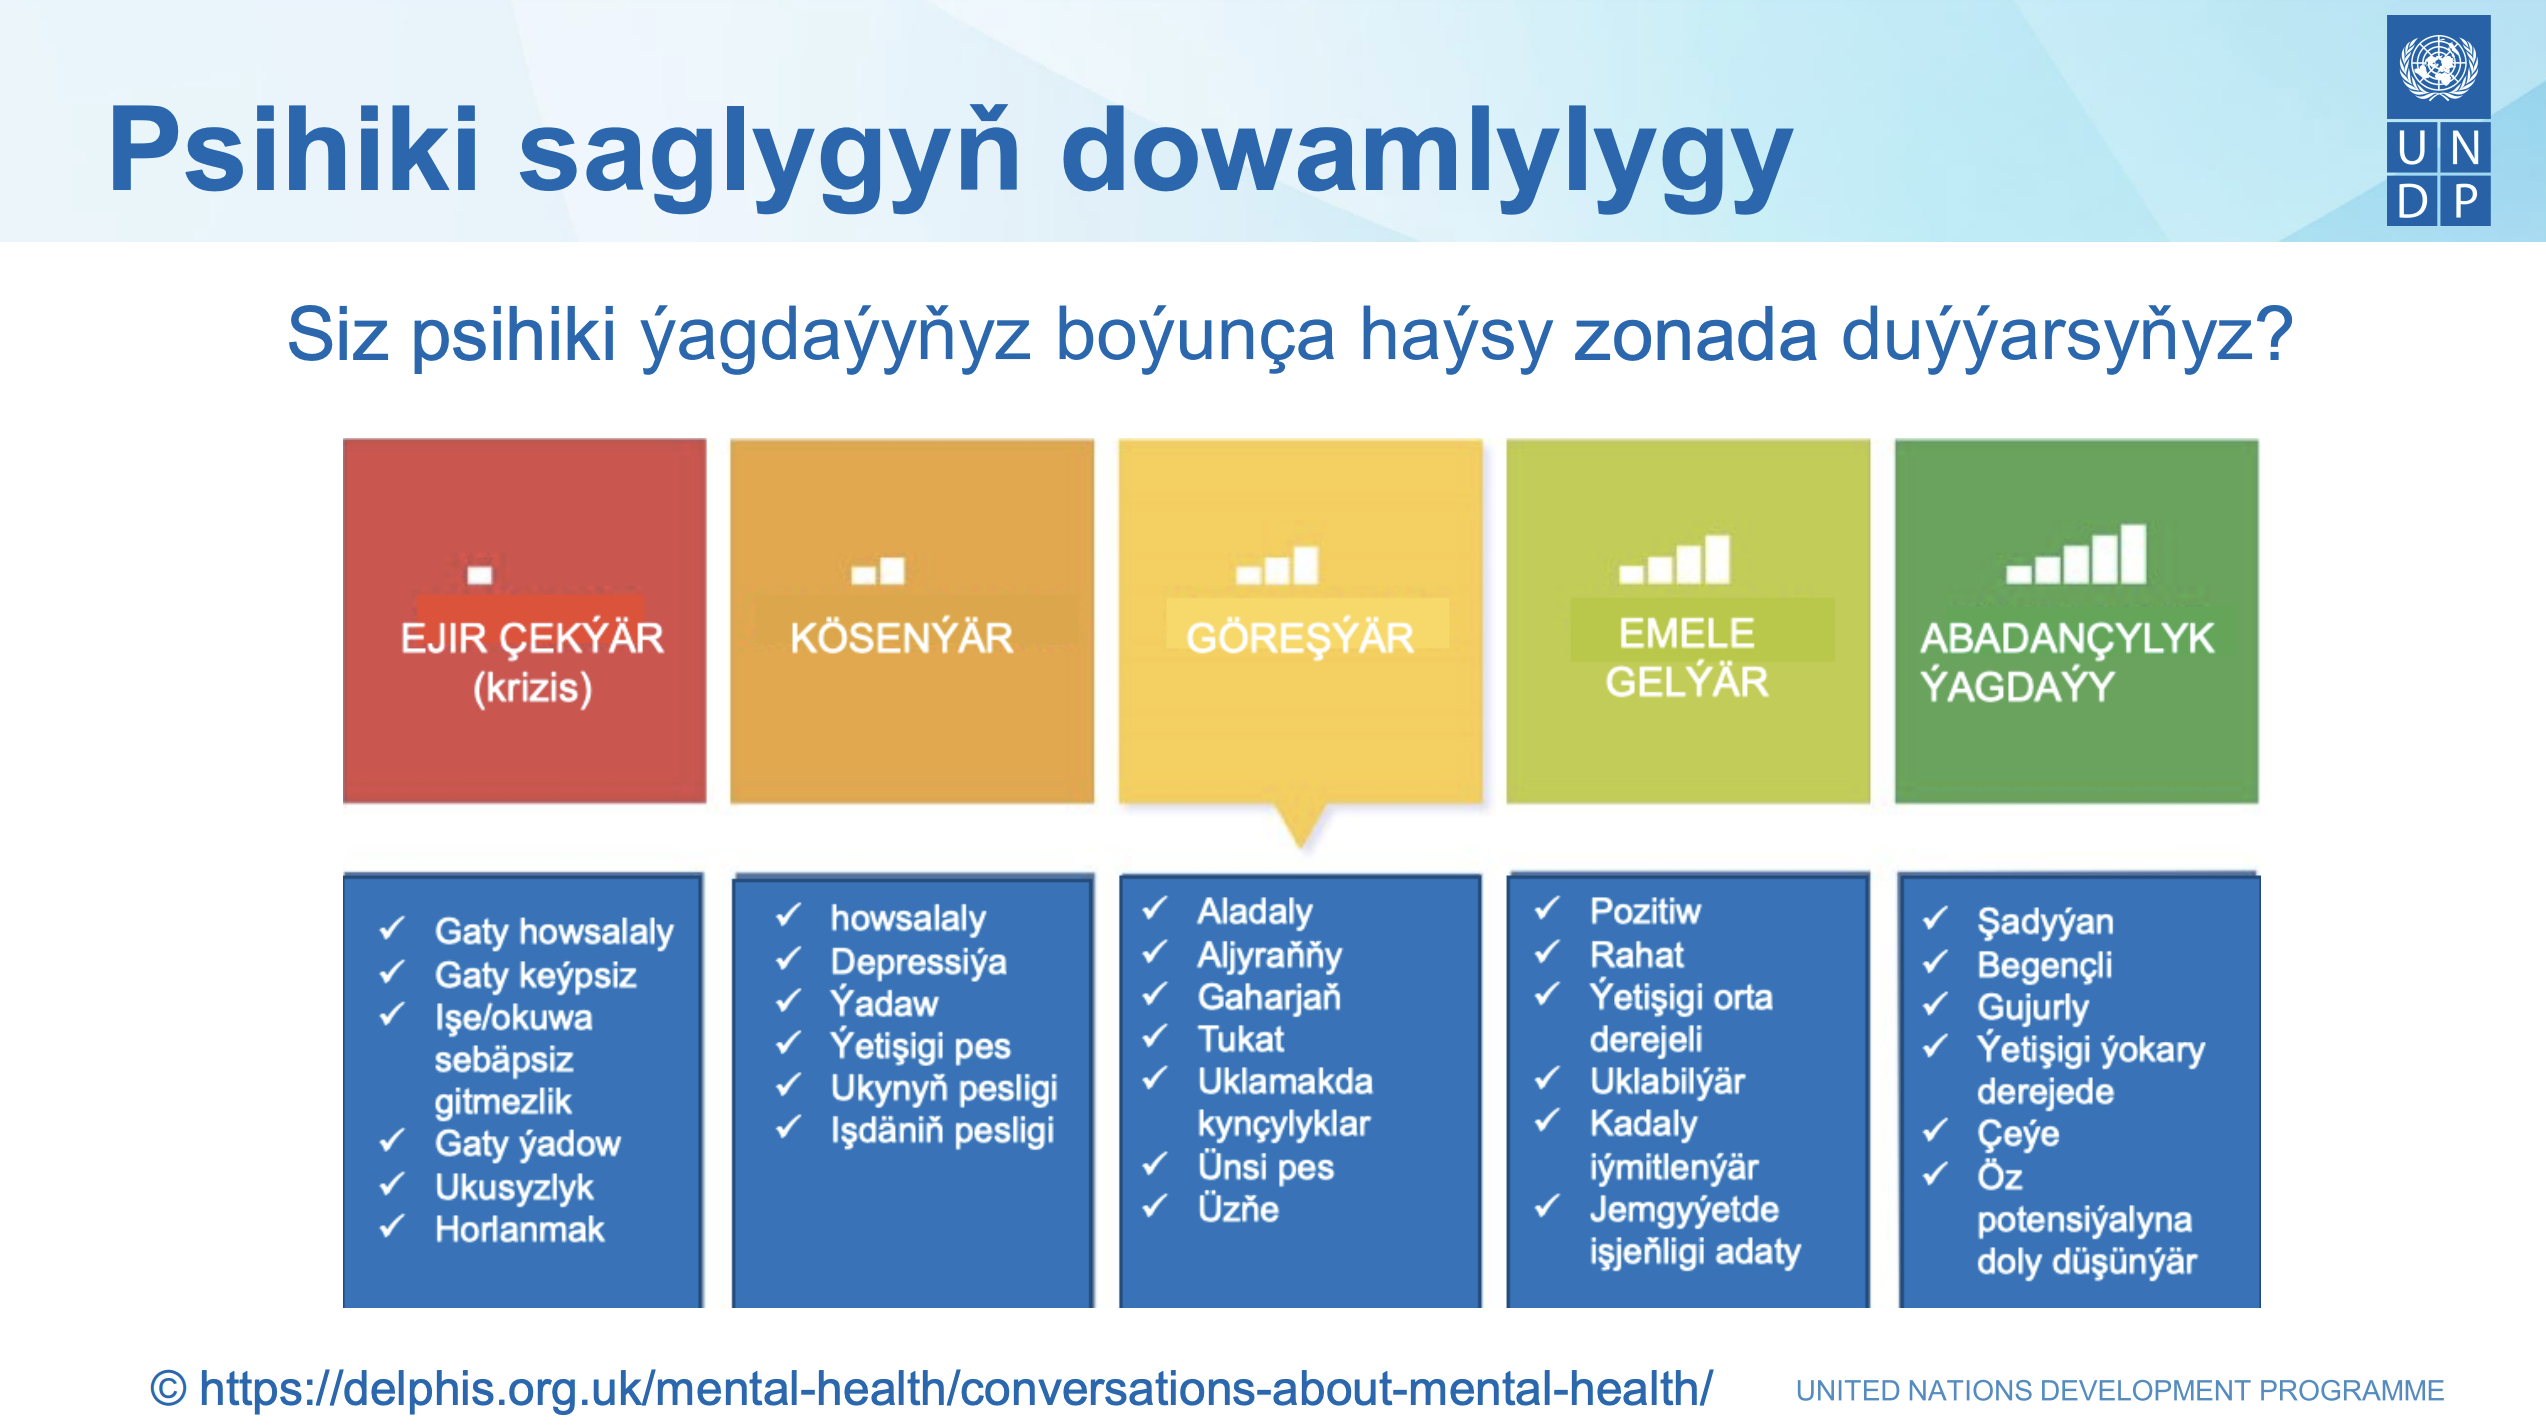 Psihiki saglygyň dowamlylygy
UN
DP
Siz psihiki ýagdaýyňyz boýunça haýsy zonada duýýarsyňyz?
EJIR ÇEKÝÄR
(krizis)
KÖSENÝÄR
GÖREŞÝÄR
EMELE
GELÝÄR
ABADANÇYLYK
ÝAGDAÝY
✓ Gaty howsalaly
✓ Gaty keýpsiz
✓ Işe/okuwa
sebäpsiz
gitmezlik
✓ Gaty ýadow
✓ Ukusyzlyk
✓ Horlanmak
✓ howsalaly
✓ Depressiýa
✓ Ýadaw
✓ Ýetişigi pes
✓ Ukynyň pesligi
✓ Işdäniň pesligi
✓ Aladaly
✓ Aljyraňňy
✓ Gaharjaň
✓ Tukat
✓ Uklamakda
kynçylyklar
✓ Ünsi pes
✓ Üzňe
✓ Pozitiw
✓ Rahat
✓ Ýetişigi orta
derejeli
✓ Uklabilýär
✓ Kadaly
iýmitlenýär
✓ Jemgyýetde
işjeňligi adaty
✓ Şadyýan
✓ Begençli
✓ Gujurly
✓ Ýetişigi ýokary
derejede
✓ Çeýe
✓ Öz
potensiýalyna
doly düşünýär
© https://delphis.org.uk/mental-health/conversations-about-mental-health/
UNITED NATIONS DEVELOPMENT PROGRAMME